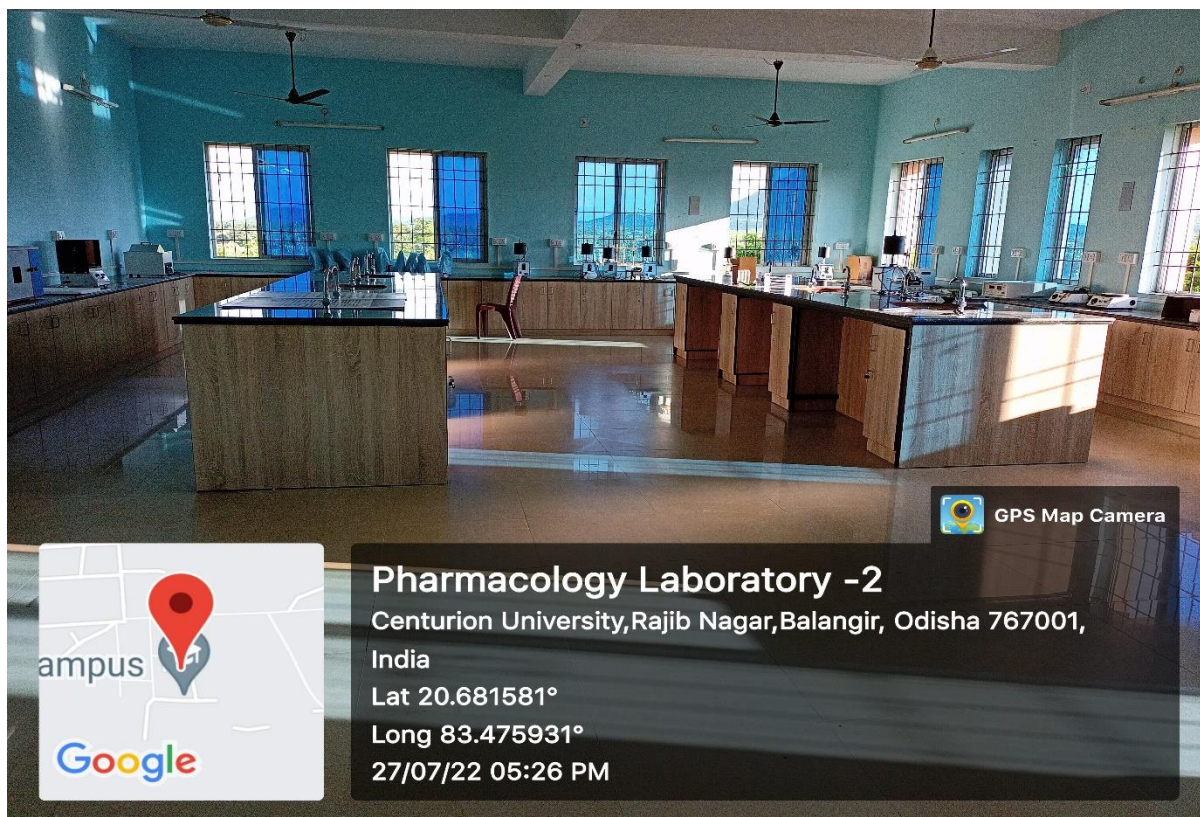 GPS Map Camera
Pharmacology Laboratory -2
Centurion University,Rajib Nagar,Balangir, Odisha 767001,
India
Lat 20.681581°
Long 83.475931°
27/07/22 05:26 PM
ampus
Google